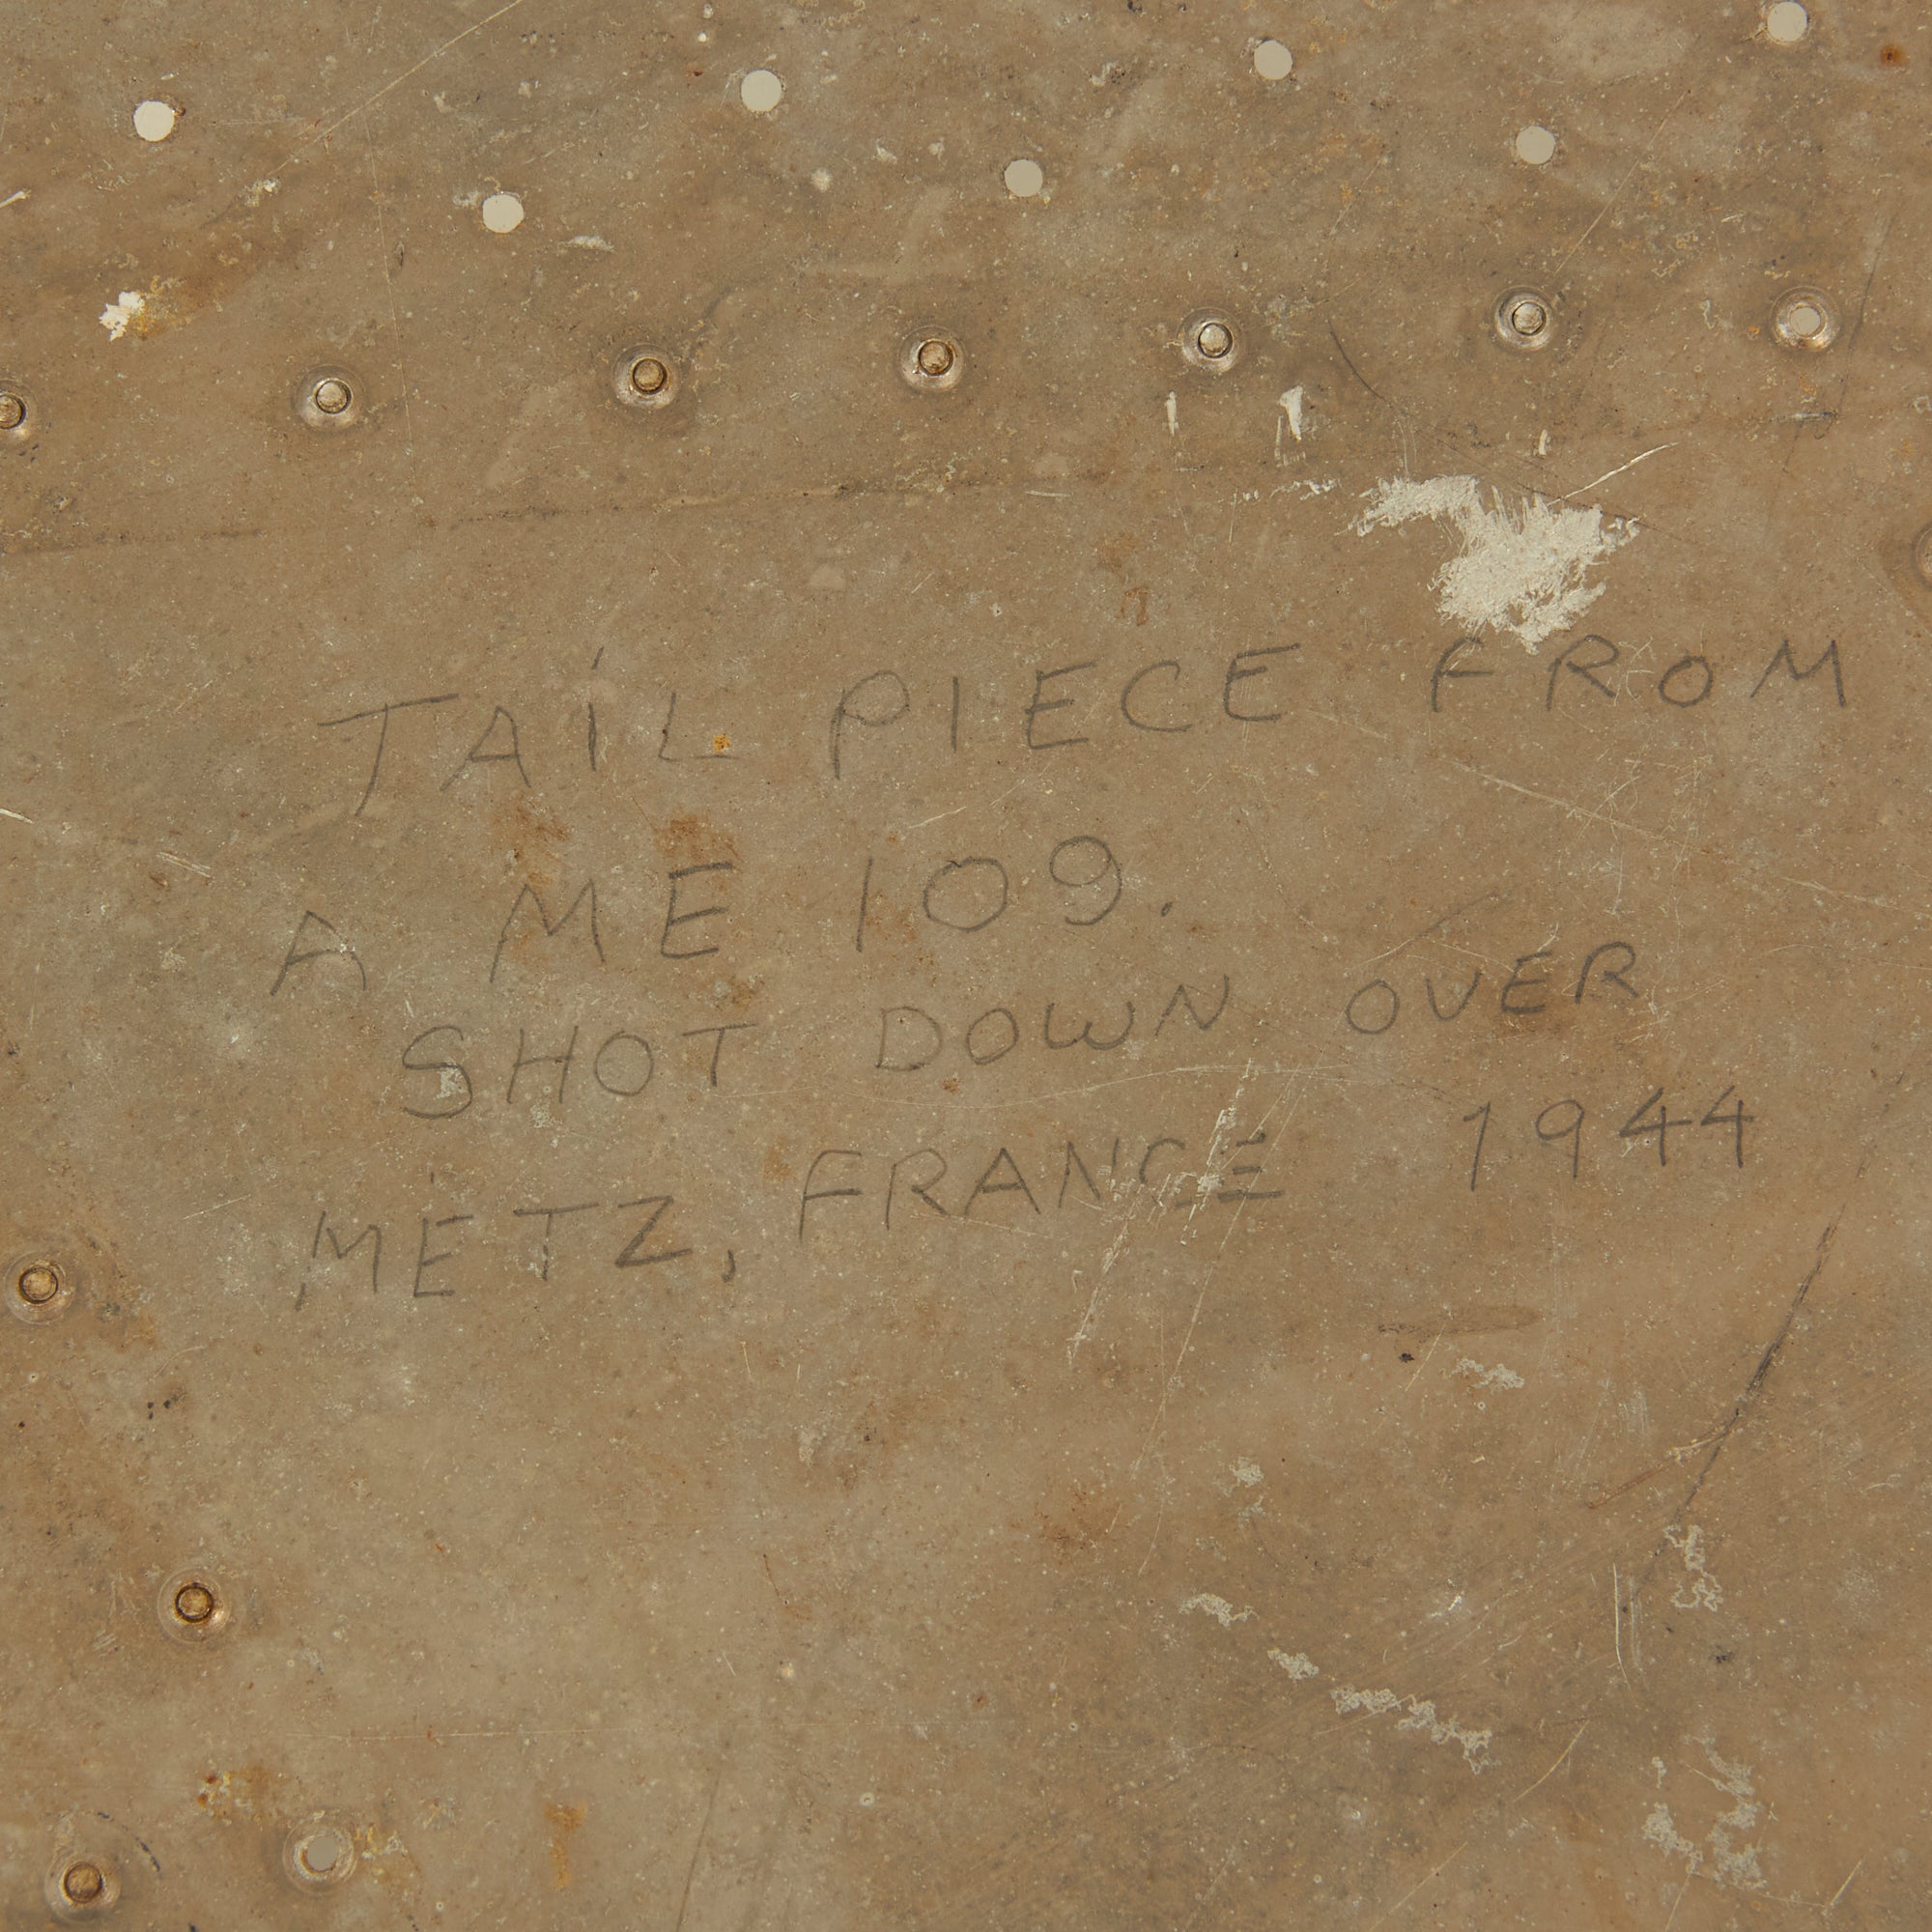 TAIL PIECE FROM
A ME 109.
SHOT DOWN OVER
METZ, FRANCE 1944